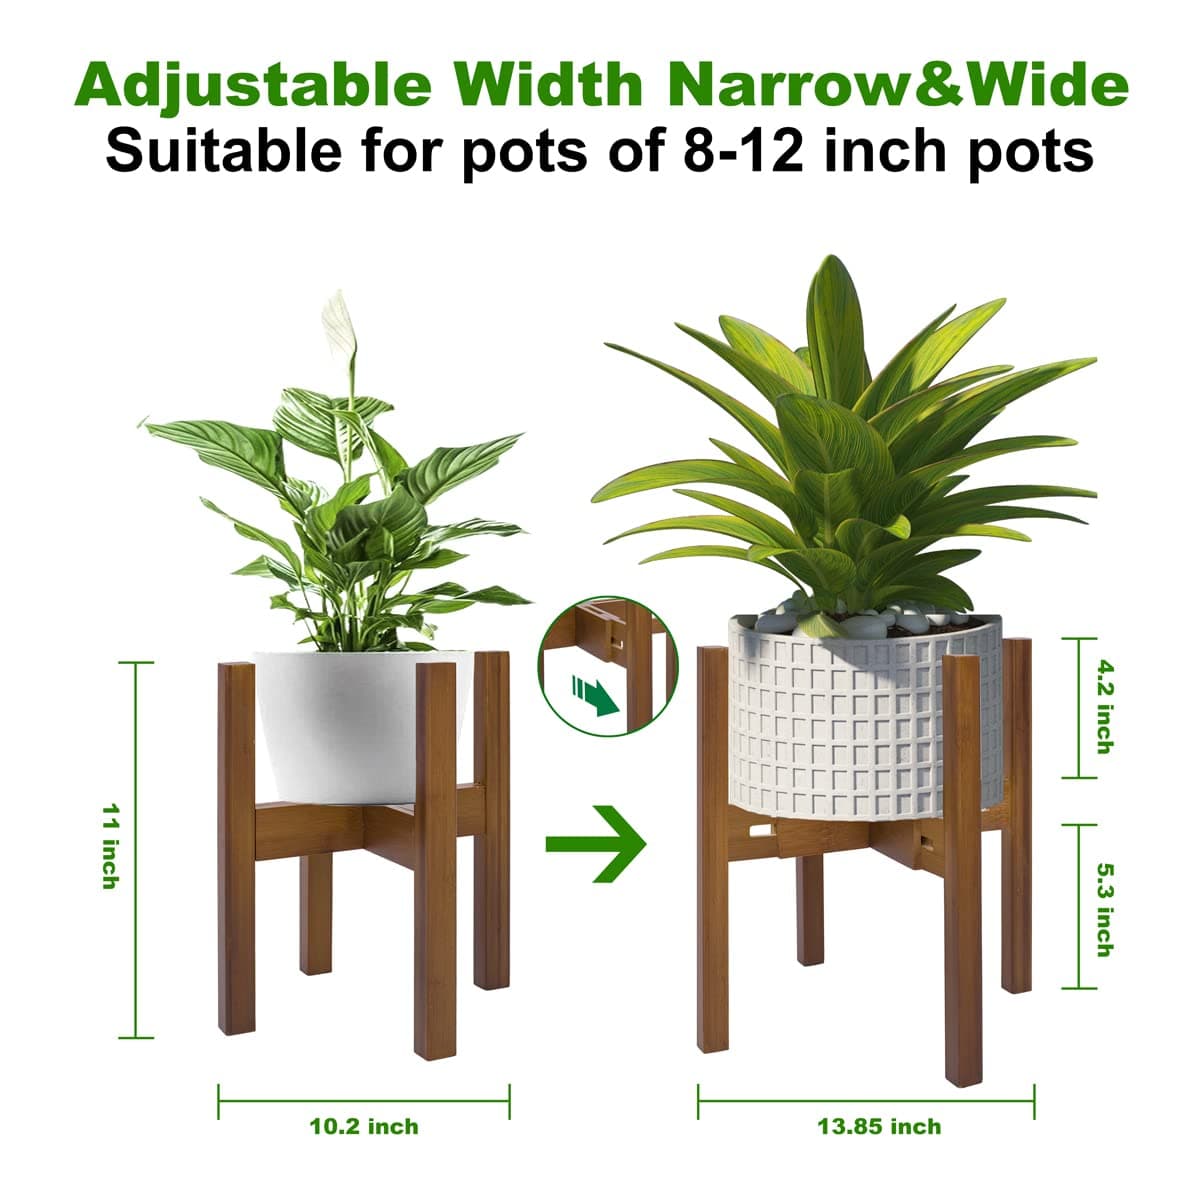 Adjustable Width Narrow&Wide
Suitable for pots of 8-12 inch pots
11 inch
10.2 inch
4.2 inch
5.3 inch
13.85 inch